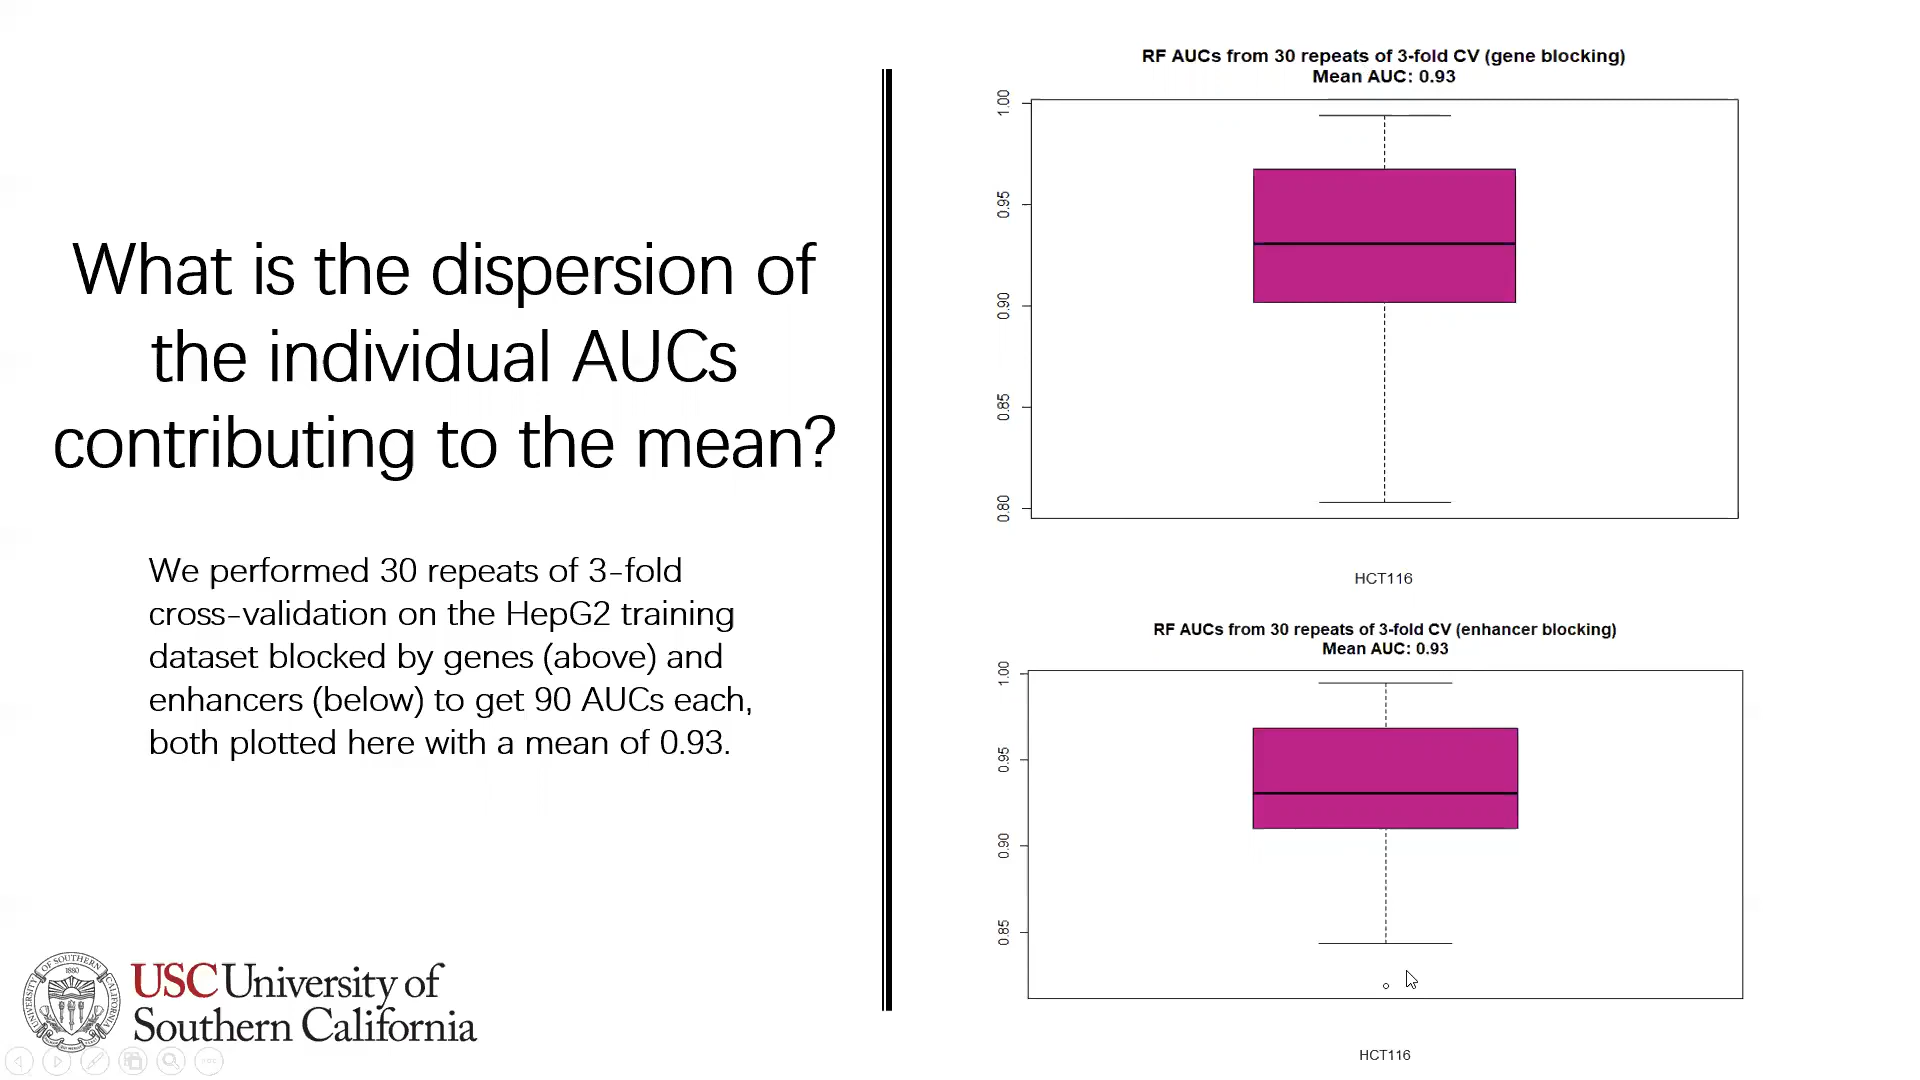 What is the dispersion of
the individual AUCs
contributing to the mean?
We performed 30 repeats of 3-fold
cross-validation on the HepG2 training
dataset blocked by genes (above) and
enhancers (below) to get 90 AUCs each,
both plotted here with a mean of 0.93.
USC University of
Southern California
OF SOUTHERN
CALIFORNIA
UNIVERSITY
1880
RF AUCs from 30 repeats of 3-fold CV (gene blocking)
Mean AUC: 0.93
1.00
0.95
0.90
0.85
0.80
HCT116
RF AUCs from 30 repeats of 3-fold CV (enhancer blocking)
Mean AUC: 0.93
1.00
0.95
0.90
0.85
HCT116